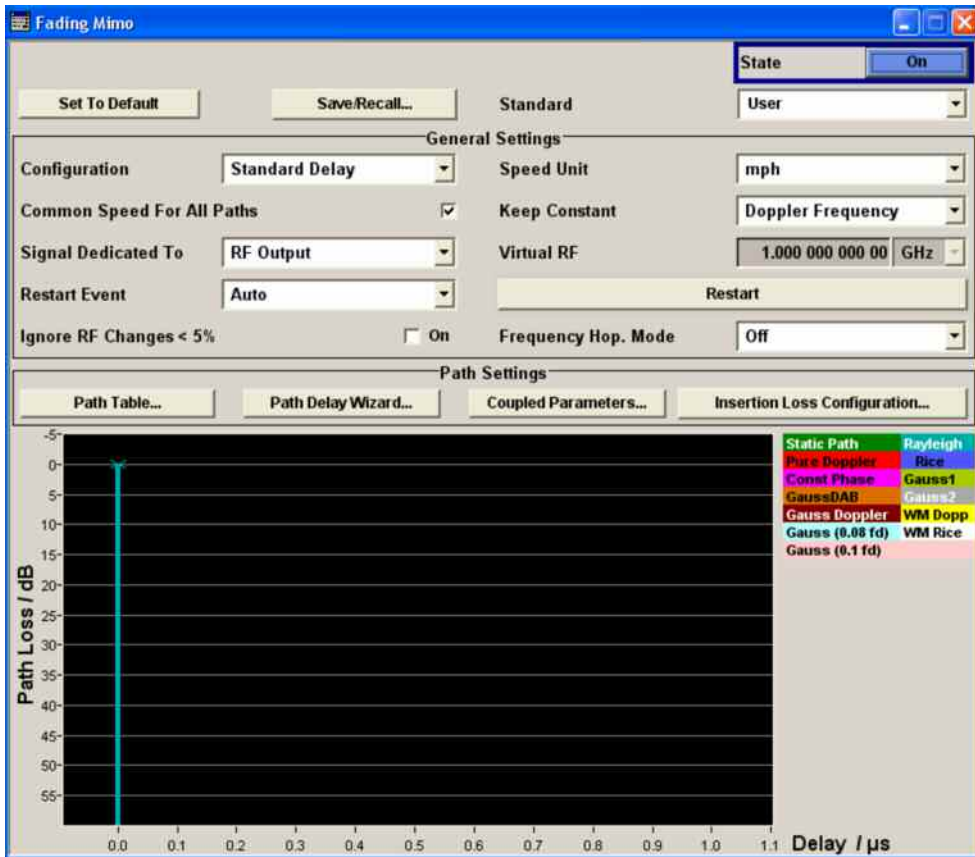 Fading Mimo
State On
Set To Default Save/Recall... Standard User
General Settings
Configuration Standard Delay Speed Unit mph
Common Speed For All Paths Keep Constant Doppler Frequency
Signal Dedicated To RF Output Virtual RF 1.000 000 000 00 GHz
Restart Event Auto Restart
Ignore RF Changes < 5% On Frequency Hop. Mode Off
Path Settings
Path Table... Path Delay Wizard... Coupled Parameters... Insertion Loss Configuration...
Static Path Rayleigh
Pure Doppler Rice
Const Phase Gauss1
GaussDAB Gauss2
Gauss Doppler WM Dopp
Gauss (0.08 fd) WM Rice
Gauss (0.1 fd)
Path Loss / dB
-5-
0-
5-
10-
15-
20-
25-
30-
35-
40-
45-
55-
0.0 0.1 0.2 0.3 0.4 0.5 0.6 0.7 0.8 0.9 1.0 1.1 Delay / µs